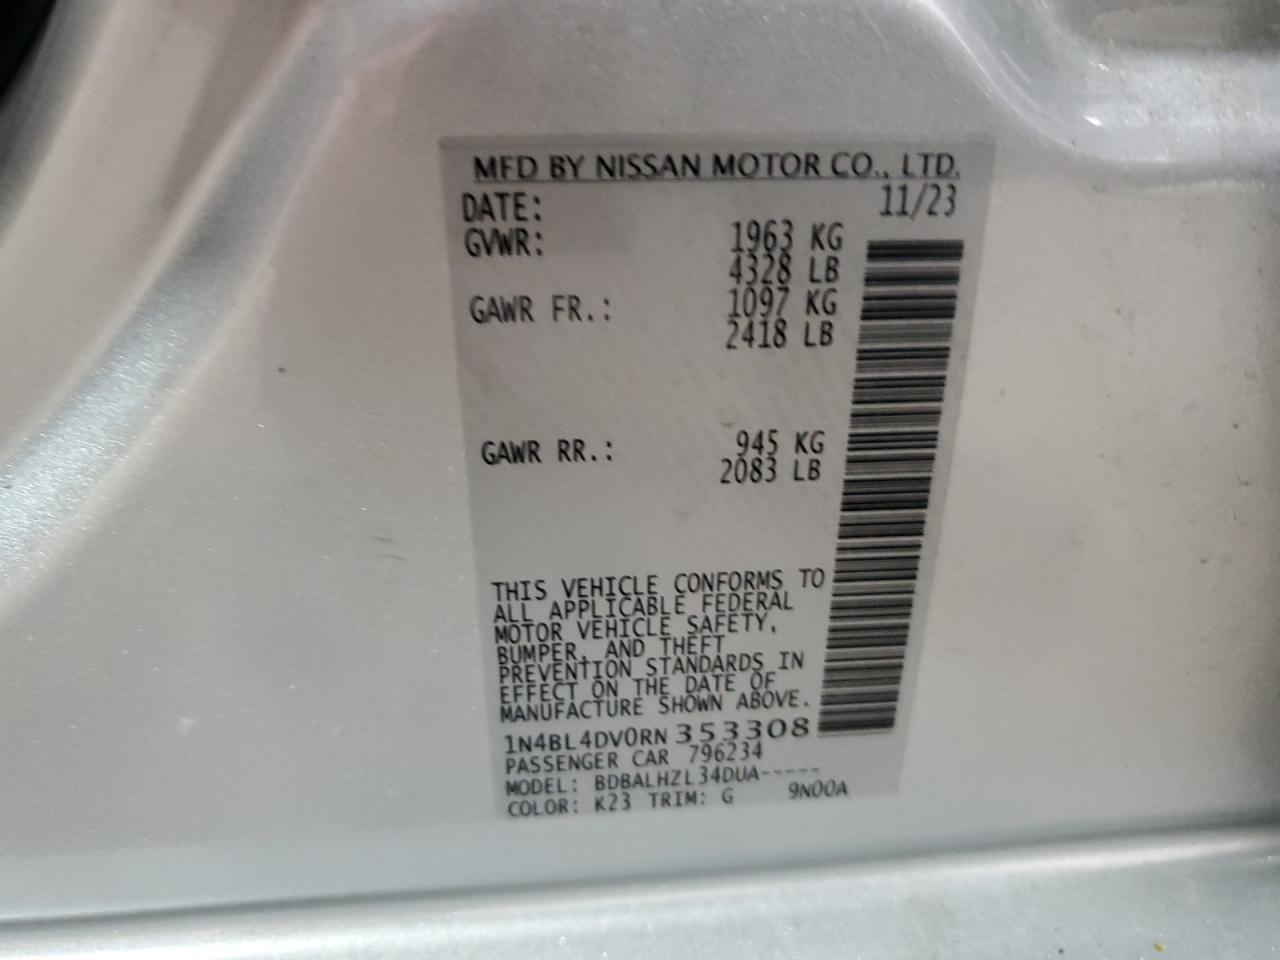 MFD BY NISSAN MOTOR CO., LTD.
DATE: 11/23
GVWR: 1963 KG
4328 LB
GAWR FR.: 1097 KG
2418 LB
GAWR RR.: 945 KG
2083 LB
THIS VEHICLE CONFORMS TO
ALL APPLICABLE FEDERAL
MOTOR VEHICLE SAFETY,
BUMPER, AND THEFT
PREVENTION STANDARDS IN
EFFECT ON THE DATE OF
MANUFACTURE SHOWN ABOVE.
1N4BL4DV0RN353308
PASSENGER CAR 796234
MODEL: BDBALHZL34DUA-----
COLOR: K23 TRIM: G 9N00A